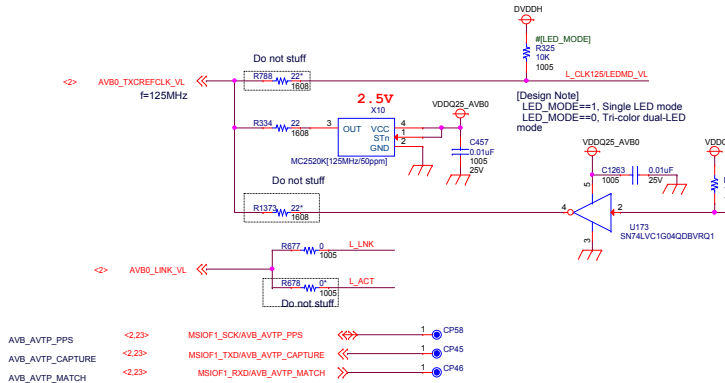 DVDDH
#[LED_MODE]
R325
10K
1005
Do not stuff
R788 22*
1608
<2> AVB0_TXCREFCLK_VL
f=125MHz
L_CLK125/LEDMD_VL
[Design Note]
LED_MODE==1, Single LED mode
LED_MODE==0, Tri-color dual-LED
mode
2.5V
X10
R334 22
1608
3 OUT VCC 4
STn 1
GND 2
MC2520K[125MHz/50ppm]
VDDQ25_AVB0
C457
0.01uF
1005
25V
VDDQ25_AVB0
VDDQ
C1263 0.01uF
1005 25V
Do not stuff
R1373 22*
1608
4 5 2 3
U173
SN74LVC1G04QDBVRQ1
R677 0 L_LNK
1005
<2> AVB0_LINK_VL
R678 0* L_ACT
1005
Do not stuff
AVB_AVTP_PPS <2,23> MSIOF1_SCK/AVB_AVTP_PPS 1 CP58
AVB_AVTP_CAPTURE <2,23> MSIOF1_TXD/AVB_AVTP_CAPTURE 1 CP45
AVB_AVTP_MATCH <2,23> MSIOF1_RXD/AVB_AVTP_MATCH 1 CP46